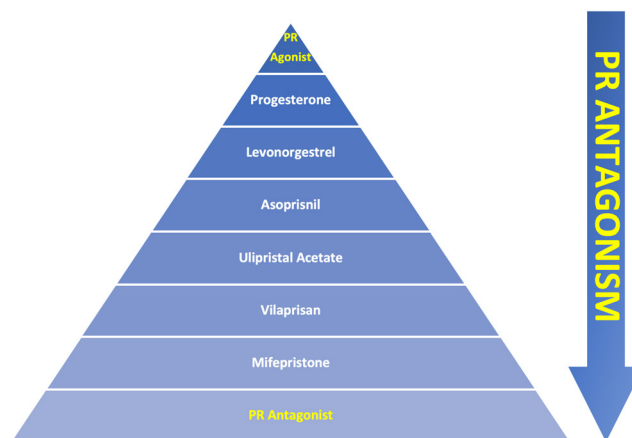 PR
Agonist
Progesterone
Levonorgestrel
Asoprisnil
Ulipristal Acetate
Vilaprisan
Mifepristone
PR Antagonist
PR ANTAGONISM